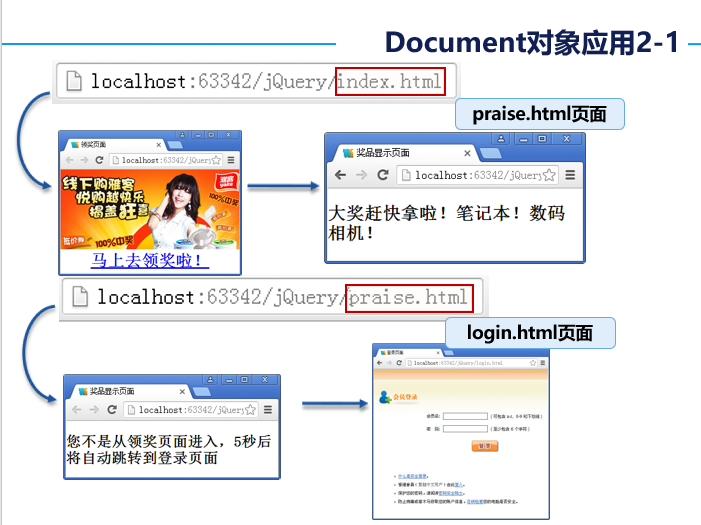 Document对象应用2-1
localhost:63342/jQuery/index.html
praise.html页面
领奖页面
localhost:63342/jQuery
线下购雅客
悦购越快乐
揭盖狂喜
100%中奖
100%中奖
马上去领奖啦！
奖品显示页面
localhost:63342/jQuery
大奖赶快拿啦！笔记本！数码
相机！
localhost:63342/jQuery/praise.html
login.html页面
奖品显示页面
localhost:63342/jQuery
您不是从领奖页面进入，5秒后
将自动跳转到登录页面
登录页面
localhost:63342/jQuery/login.html
会员登录
会员名:
密 码:
登 录